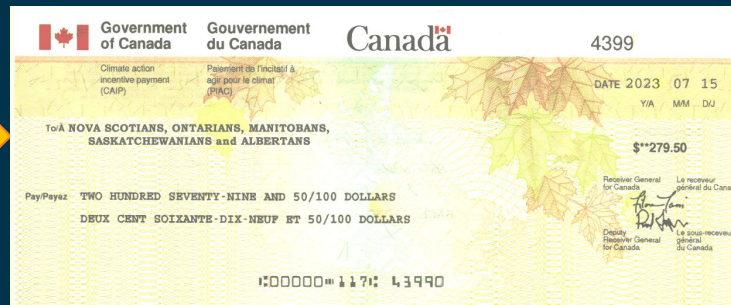 Government of Canada
Gouvernement du Canada
Canada
4399
Climate action incentive payment (CAIP)
Paiement de l'incitatif à agir pour le climat (PIAC)
DATE 2023 07 15
Y/A M/M D/J
To/À NOVA SCOTIANS, ONTARIANS, MANITOBANS,
SASKATCHEWANIANS and ALBERTANS
$**279.50
Receiver General for Canada
Le receveur général du Cana
Pay/Payez TWO HUNDRED SEVENTY-NINE AND 50/100 DOLLARS
DEUX CENT SOIXANTE-DIX-NEUF ET 50/100 DOLLARS
Deputy Receiver General for Canada
Le sous-receveu général du Canada
⑆00000⑈117⑆ 43990